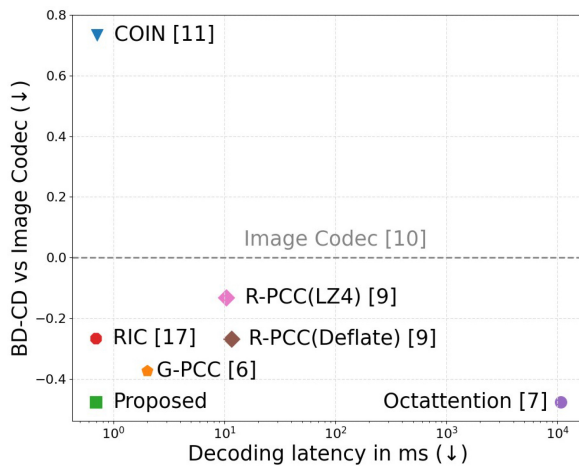 BD-CD vs Image Codec (↓)
0.8
0.6
0.4
0.2
0.0
−0.2
−0.4
COIN [11]
Image Codec [10]
R-PCC(LZ4) [9]
RIC [17]
R-PCC(Deflate) [9]
G-PCC [6]
Proposed
Octattention [7]
10⁰
10¹
10²
10³
10⁴
Decoding latency in ms (↓)